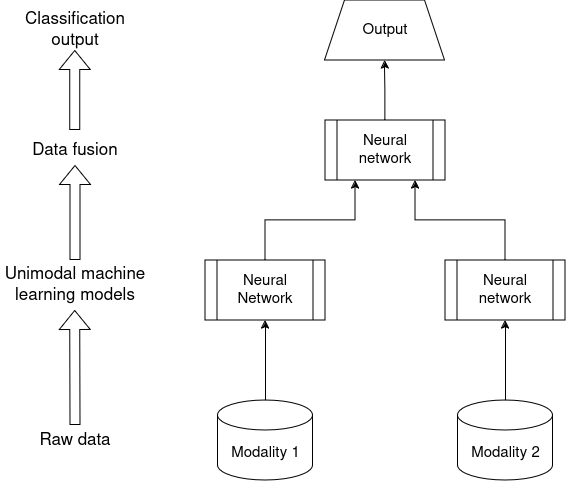 Classification
output
Output
Data fusion
Neural
network
Unimodal machine
learning models
Neural
Network
Neural
network
Raw data
Modality 1
Modality 2